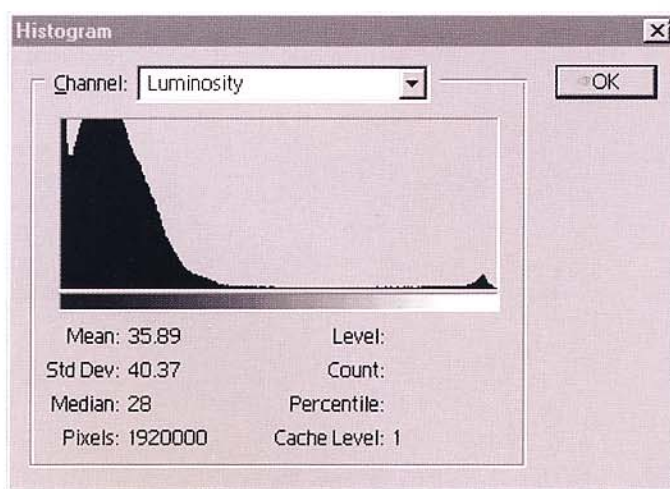 Histogram
Channel: Luminosity
OK
Mean: 35.89
Level:
Std Dev: 40.37
Count:
Median: 28
Percentile:
Pixels: 1920000
Cache Level: 1